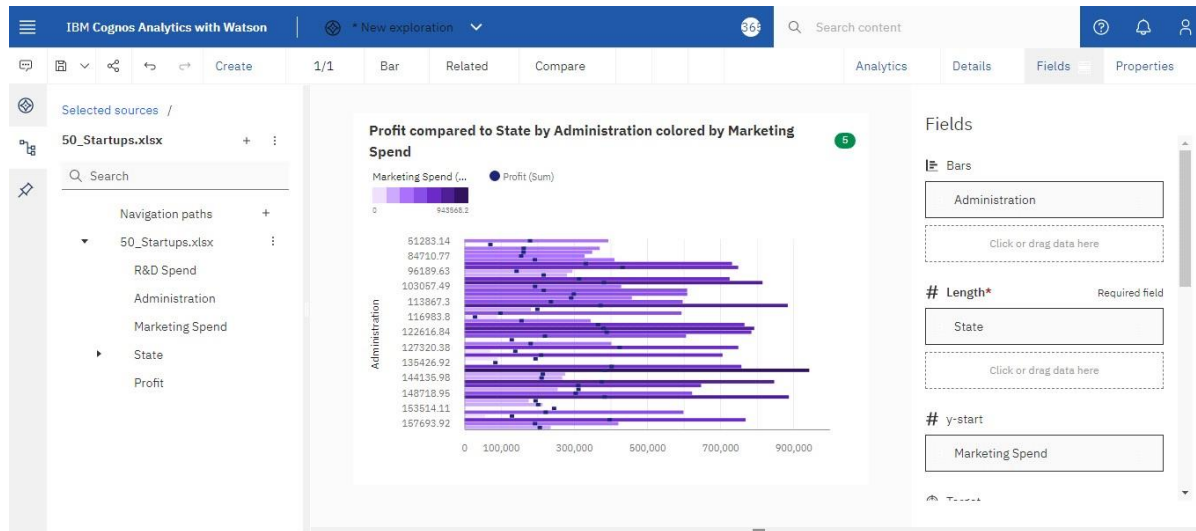 IBM Cognos Analytics with Watson
* New exploration
Search content
Create
1/1
Bar
Related
Compare
Analytics
Details
Fields
Properties
Selected sources /
50_Startups.xlsx
Search
Navigation paths
50_Startups.xlsx
R&D Spend
Administration
Marketing Spend
State
Profit
Profit compared to State by Administration colored by Marketing
Spend
5
Marketing Spend (...
Profit (Sum)
0
943568.2
Administration
51283.14
84710.77
96189.63
103057.49
113867.3
116983.8
122616.84
127320.38
135426.92
144135.98
148718.95
153514.11
157693.92
0 100,000 300,000 500,000 700,000 900,000
Fields
Bars
Administration
Click or drag data here
# Length*
Required field
State
Click or drag data here
# y-start
Marketing Spend